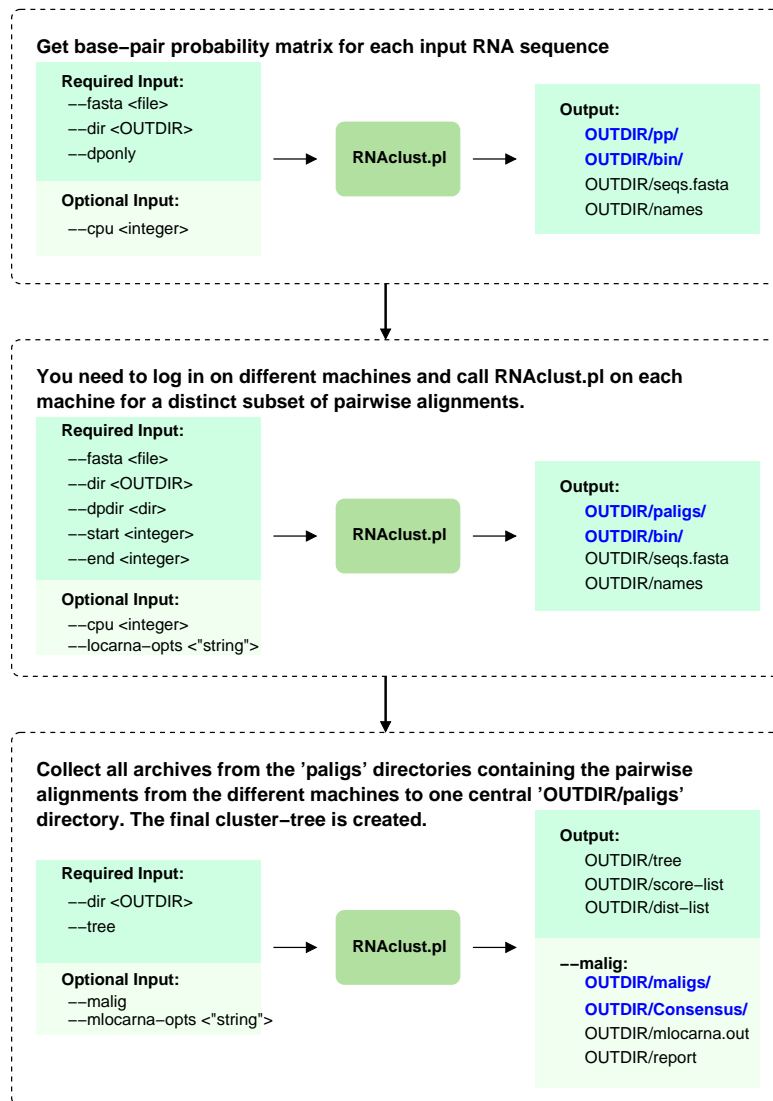 Get base−pair probability matrix for each input RNA sequence
Required Input:
−−fasta <file>
−−dir <OUTDIR>
−−dponly
Optional Input:
−−cpu <integer>
RNAclust.pl
Output:
OUTDIR/pp/
OUTDIR/bin/
OUTDIR/seqs.fasta
OUTDIR/names
You need to log in on different machines and call RNAclust.pl on each
machine for a distinct subset of pairwise alignments.
Required Input:
−−fasta <file>
−−dir <OUTDIR>
−−dpdir <dir>
−−start <integer>
−−end <integer>
Optional Input:
−−cpu <integer>
−−locarna−opts <"string">
RNAclust.pl
Output:
OUTDIR/paligs/
OUTDIR/bin/
OUTDIR/seqs.fasta
OUTDIR/names
Collect all archives from the ’paligs’ directories containing the pairwise
alignments from the different machines to one central ’OUTDIR/paligs’
directory. The final cluster−tree is created.
Required Input:
−−dir <OUTDIR>
−−tree
Optional Input:
−−malig
−−mlocarna−opts <"string">
RNAclust.pl
Output:
OUTDIR/tree
OUTDIR/score−list
OUTDIR/dist−list
−−malig:
OUTDIR/maligs/
OUTDIR/Consensus/
OUTDIR/mlocarna.out
OUTDIR/report